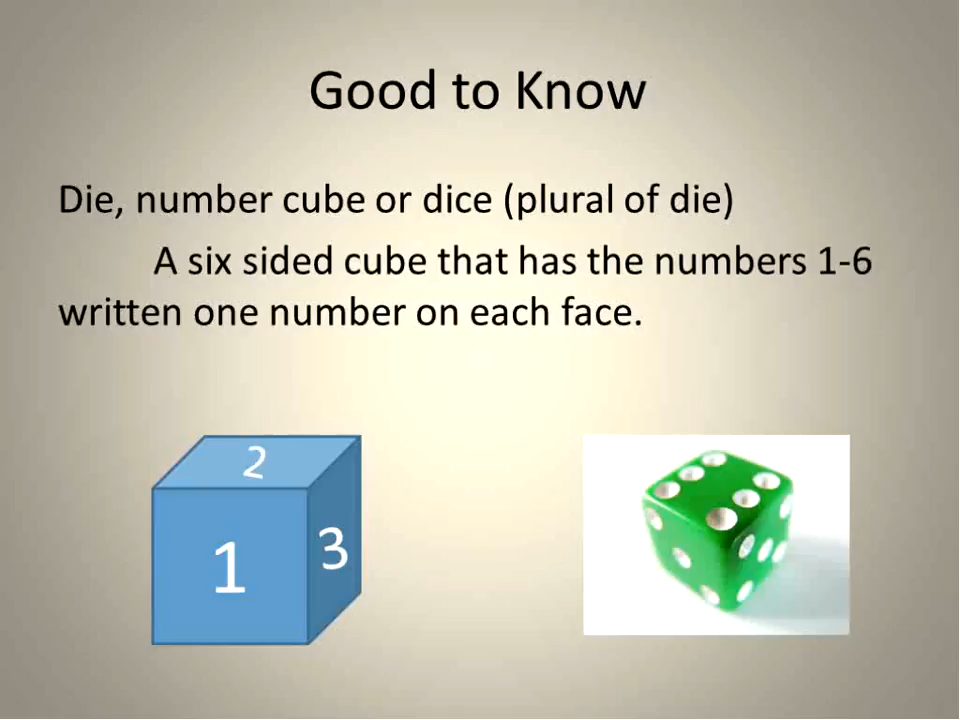 Good to Know
Die, number cube or dice (plural of die)
A six sided cube that has the numbers 1-6
written one number on each face.
2
1
3